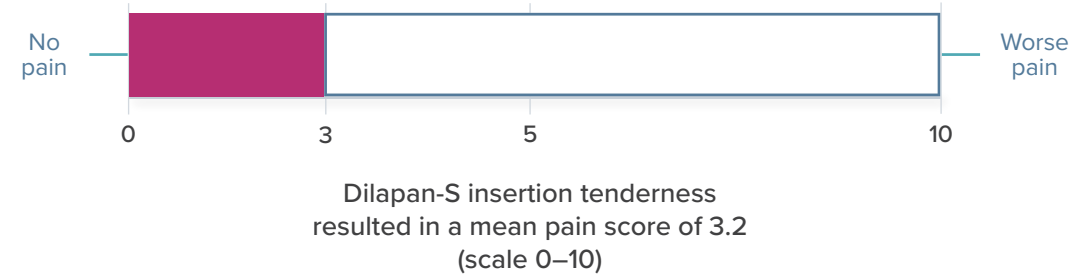 No
pain
Worse
pain
0
3
5
10
Dilapan-S insertion tenderness
resulted in a mean pain score of 3.2
(scale 0–10)